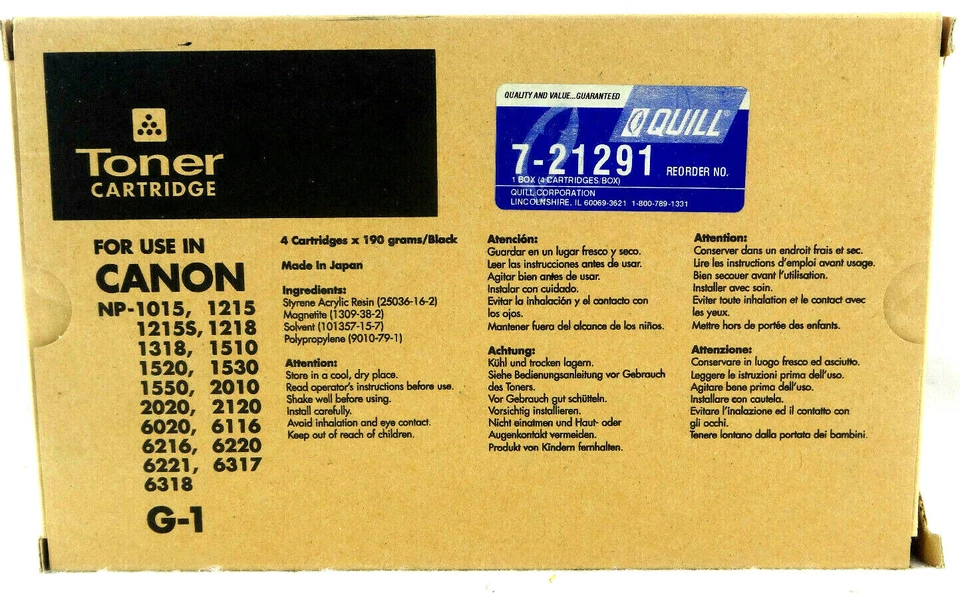 Toner
CARTRIDGE
QUALITY AND VALUE...GUARANTEED
QUILL®
7-21291 REORDER NO.
1 BOX (4 CARTRIDGES/BOX)
QUILL CORPORATION
LINCOLNSHIRE, IL 60069-3621 1-800-789-1331
FOR USE IN
CANON
NP-1015, 1215
1215S, 1218
1318, 1510
1520, 1530
1550, 2010
2020, 2120
6020, 6116
6216, 6220
6221, 6317
6318
G-1
4 Cartridges x 190 grams/Black
Made In Japan
Ingredients:
Styrene Acrylic Resin (25036-16-2)
Magnetite (1309-38-2)
Solvent (101357-15-7)
Polypropylene (9010-79-1)
Attention:
Store in a cool, dry place.
Read operator's instructions before use.
Shake well before using.
Install carefully.
Avoid inhalation and eye contact.
Keep out of reach of children.
Atención:
Guardar en un lugar fresco y seco.
Leer las instrucciones antes de usar.
Agitar bien antes de usar.
Instalar con cuidado.
Evitar la inhalación y el contacto con
los ojos.
Mantener fuera del alcance de los niños.
Achtung:
Kühl und trocken lagern.
Siehe Bedienungsanleitung vor Gebrauch
des Toners.
Vor Gebrauch gut schütteln.
Vorsichtig installieren.
Nicht einatmen und Haut- oder
Augenkontakt vermeiden.
Produkt von Kindern fernhalten.
Attention:
Conserver dans un endroit frais et sec.
Lire les instructions d'emploi avant usage.
Bien secouer avant l'utilisation.
Installer avec soin.
Eviter toute inhalation et le contact avec
les yeux.
Mettre hors de portée des enfants.
Attenzione:
Conservare in luogo fresco ed asciutto.
Leggere le istruzioni prima dell'uso.
Agitare bene prima dell'uso.
Installare con cautela.
Evitare l'inalazione ed il contatto con
gli occhi.
Tenere lontano dalla portata dei bambini.